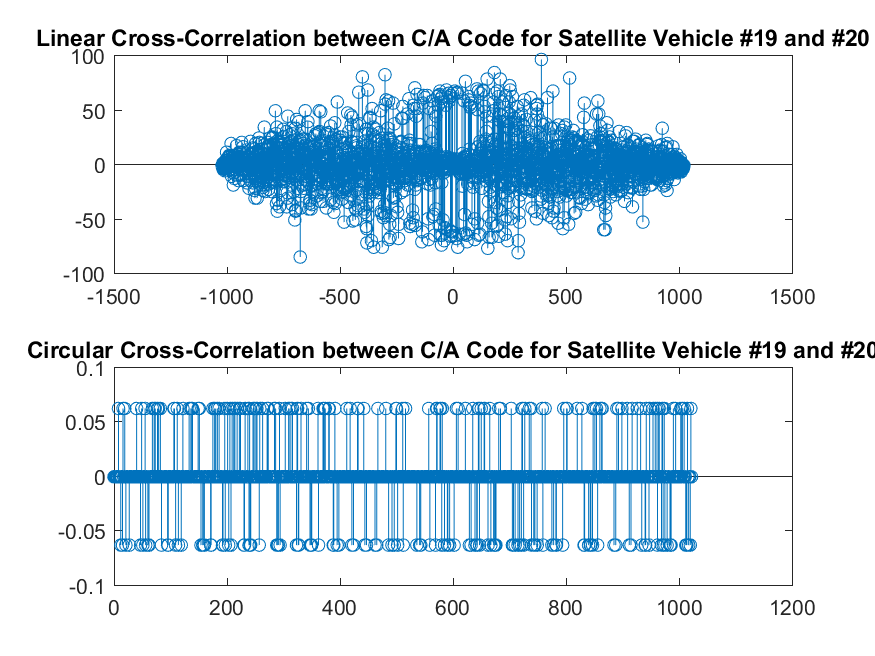 Linear Cross-Correlation between C/A Code for Satellite Vehicle #19 and #20
100
50
0
-50
-100
-1500 -1000 -500 0 500 1000 1500
Circular Cross-Correlation between C/A Code for Satellite Vehicle #19 and #20
0.1
0.05
0
-0.05
-0.1
0 200 400 600 800 1000 1200